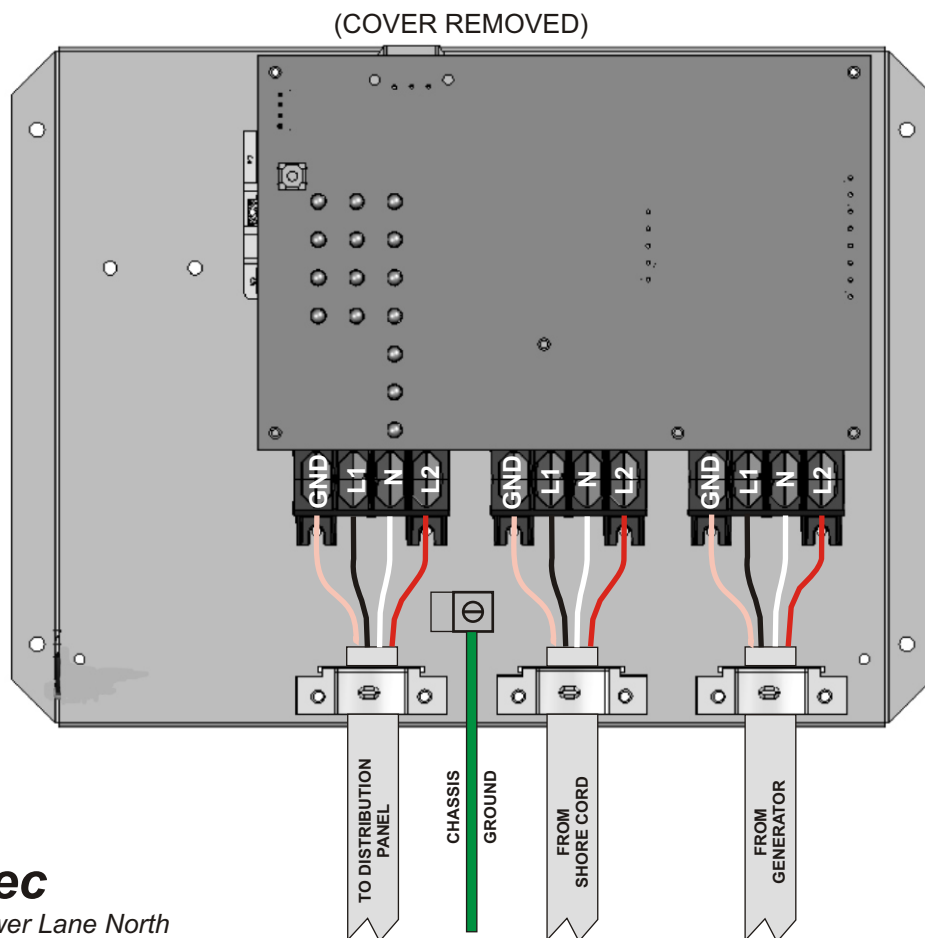 (COVER REMOVED)
GND L1 N L2
GND L1 N L2
GND L1 N L2
TO DISTRIBUTION
PANEL
CHASSIS
GROUND
FROM
SHORE CORD
FROM
GENERATOR
ec
wer Lane North